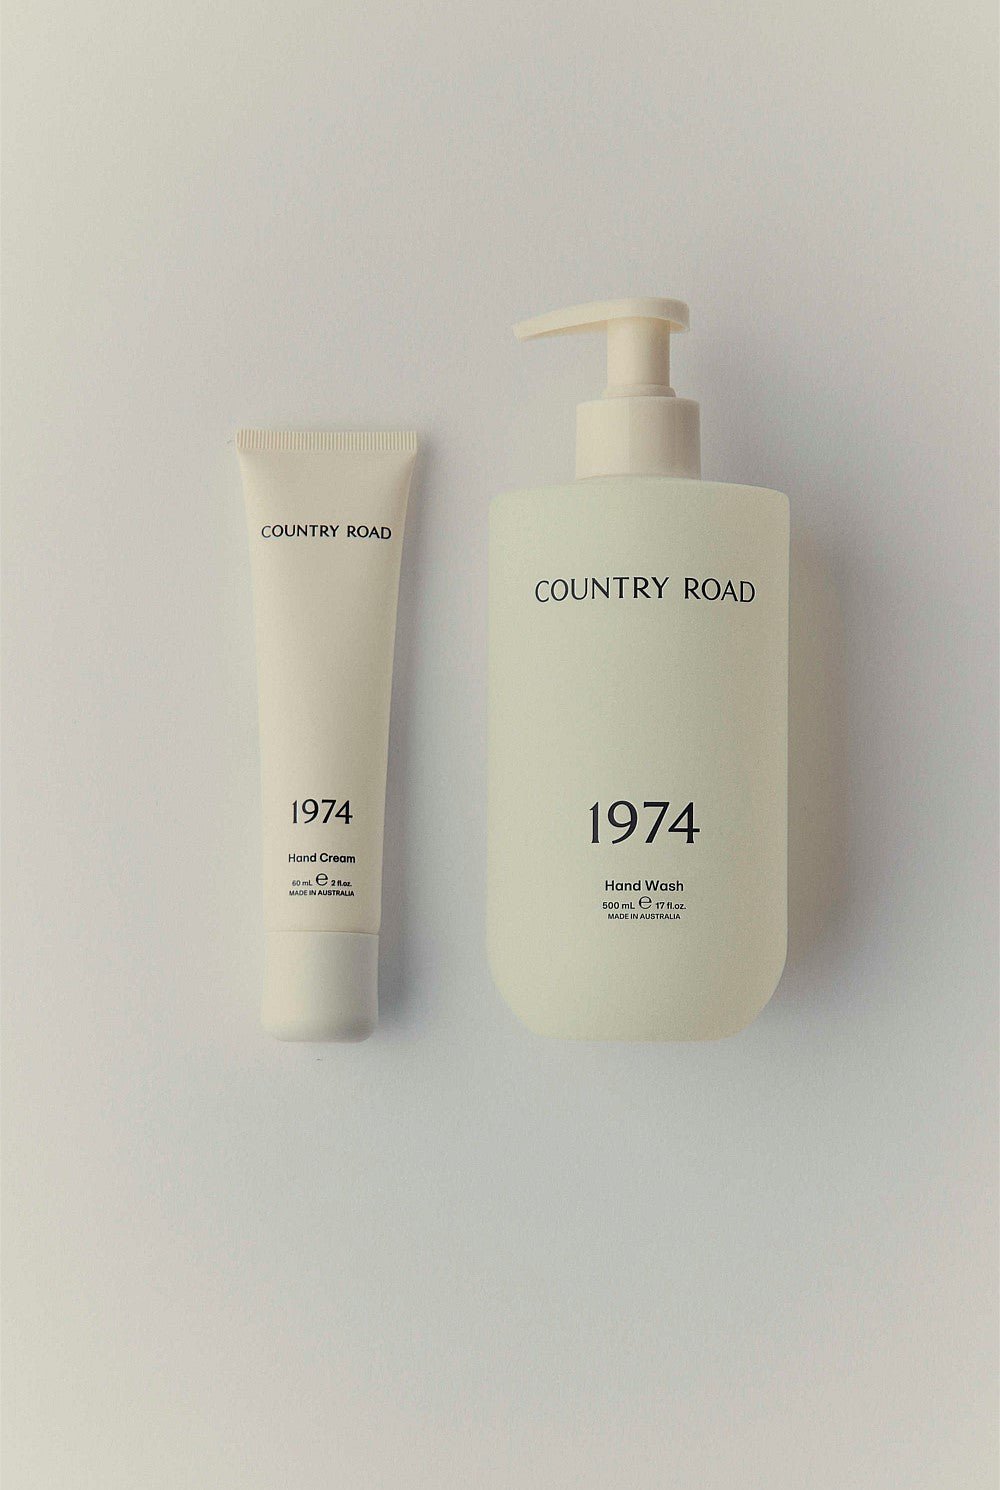 COUNTRY ROAD
1974
Hand Cream
60 mL ℮ 2 fl.oz.
MADE IN AUSTRALIA
COUNTRY ROAD
1974
Hand Wash
500 mL ℮ 17 fl.oz.
MADE IN AUSTRALIA